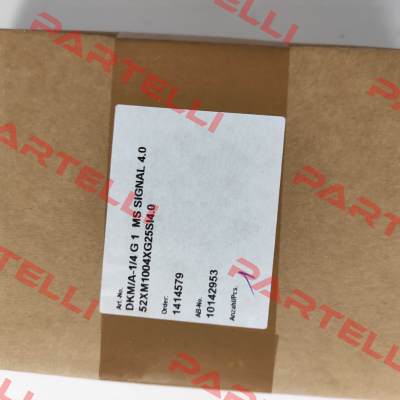 Art.-No.
DKM/A-1/4 G 1 MS SIGNAL 4.0
52XM1004XG25SI4.0
Order:
1414579
AB-No.
10142953
Anzahl/Pcs. 1
PARTELLI
PARTELLI
PARTELLI
PARTELLI
PARTELLI